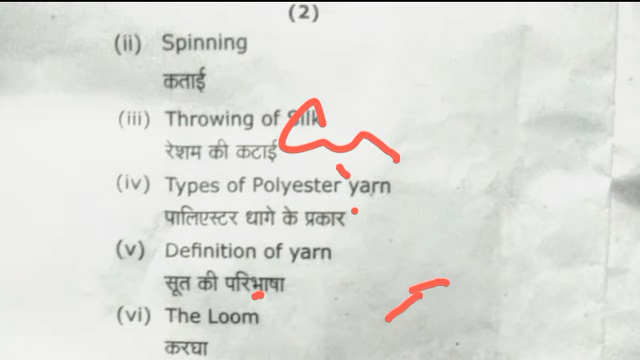 (2)
(ii) Spinning
कताई
(iii) Throwing of Silk
रेशम की कटाई
(iv) Types of Polyester yarn
पालिएस्टर धागे के प्रकार
(v) Definition of yarn
सूत की परिभाषा
(vi) The Loom
करघा